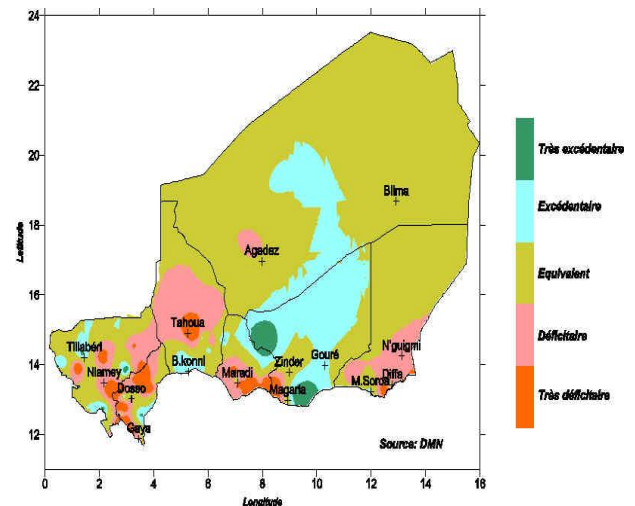 24
22
20
18
16
14
12
Latitude
0
2
4
6
8
10
12
14
16
Longitude
Bilma
Agadez
Tahoua
Tillabéri
B.konni
Niamey
Dosso
Gaya
Maradi
Zinder
Gouré
Magaria
N'guigmi
M.Soroa
Diffa
Source: DMN
Très excédentaire
Excédentaire
Equivalent
Déficitaire
Très déficitaire